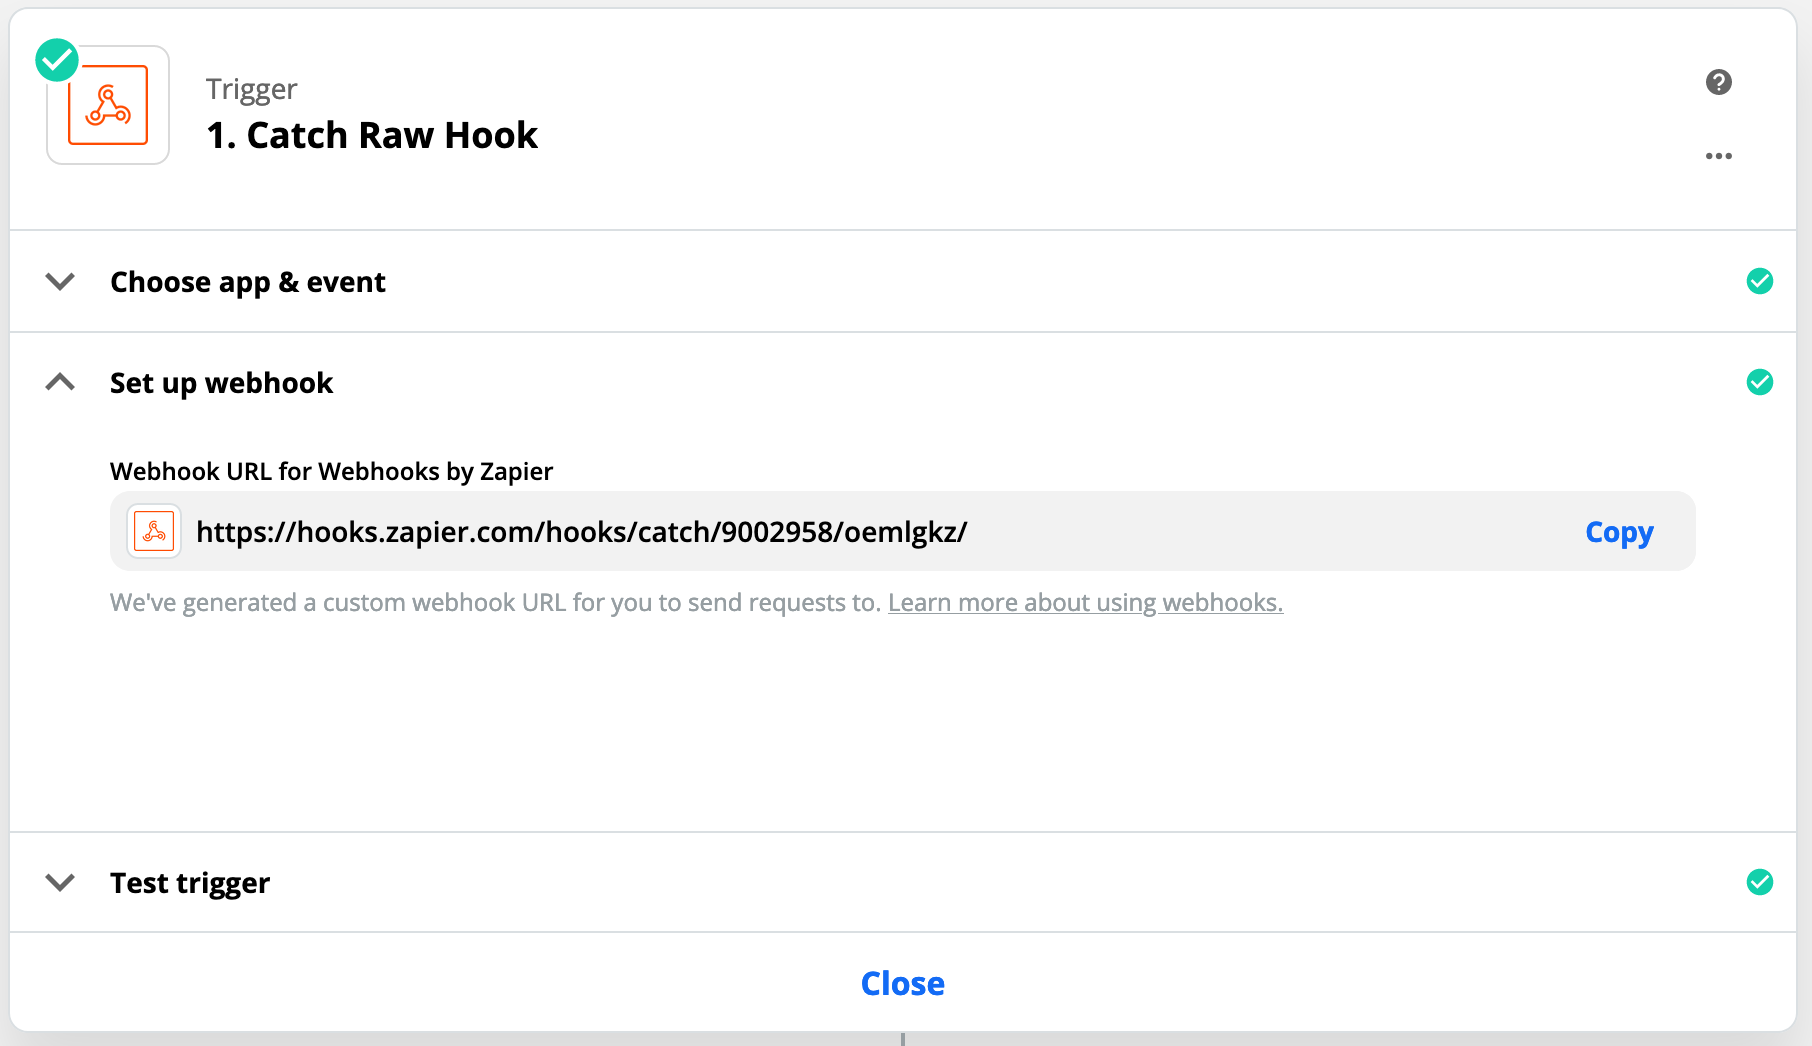 Trigger
1. Catch Raw Hook
Choose app & event
Set up webhook
Webhook URL for Webhooks by Zapier
https://hooks.zapier.com/hooks/catch/9002958/oemlgkz/
Copy
We've generated a custom webhook URL for you to send requests to. Learn more about using webhooks.
Test trigger
Close